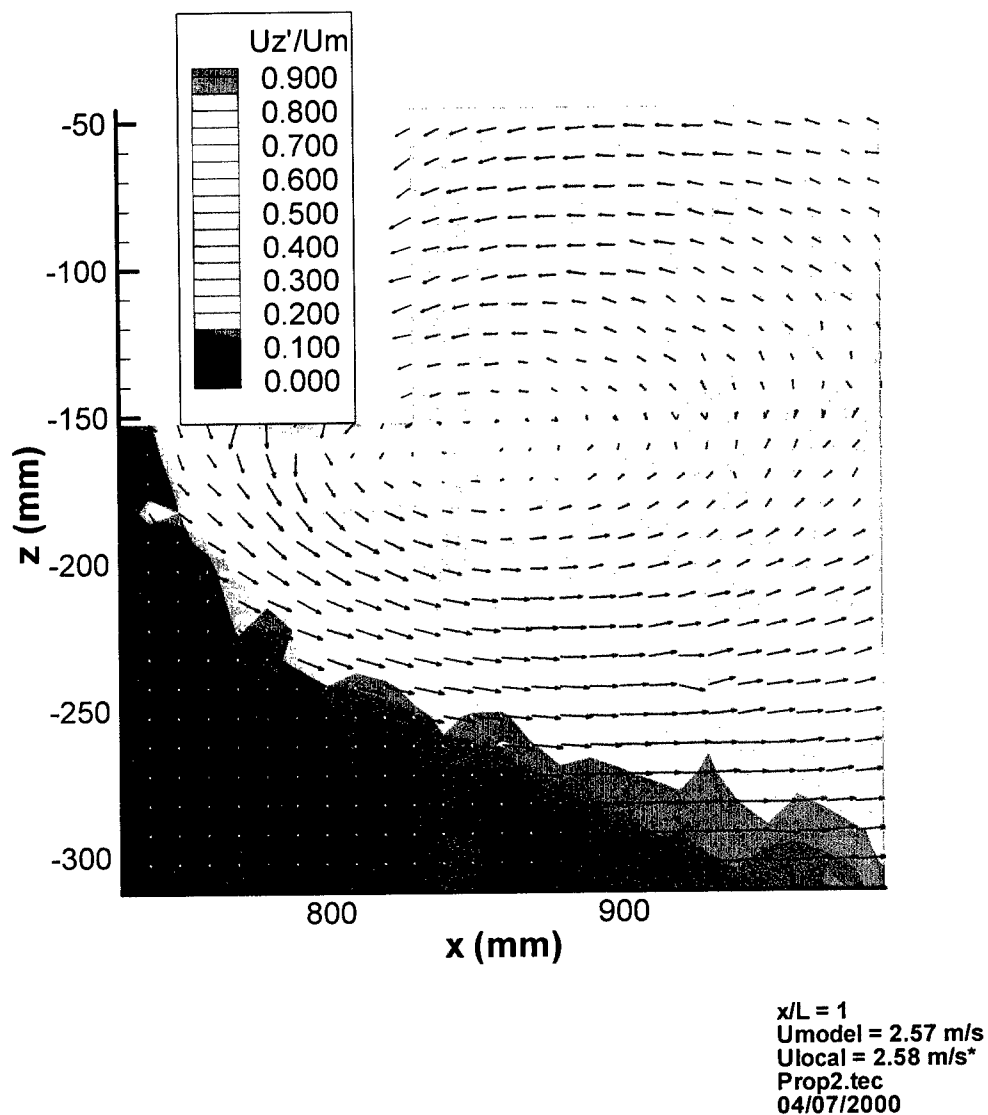 Uz'/Um
0.900
0.800
0.700
0.600
0.500
0.400
0.300
0.200
0.100
0.000
-50
-100
-150
-200
-250
-300
z (mm)
800
900
x (mm)
x/L = 1
Umodel = 2.57 m/s
Ulocal = 2.58 m/s*
Prop2.tec
04/07/2000